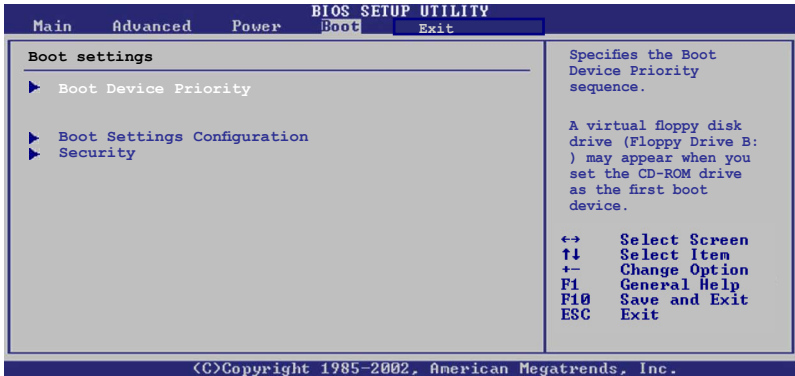 BIOS SETUP UTILITY
Main Advanced Power Boot Exit
Boot settings
Boot Device Priority
Boot Settings Configuration
Security
Specifies the Boot
Device Priority
sequence.
A virtual floppy disk
drive (Floppy Drive B:
) may appear when you
set the CD-ROM drive
as the first boot
device.
←→ Select Screen
↑↓ Select Item
+- Change Option
F1 General Help
F10 Save and Exit
ESC Exit
(C)Copyright 1985-2002, American Megatrends, Inc.